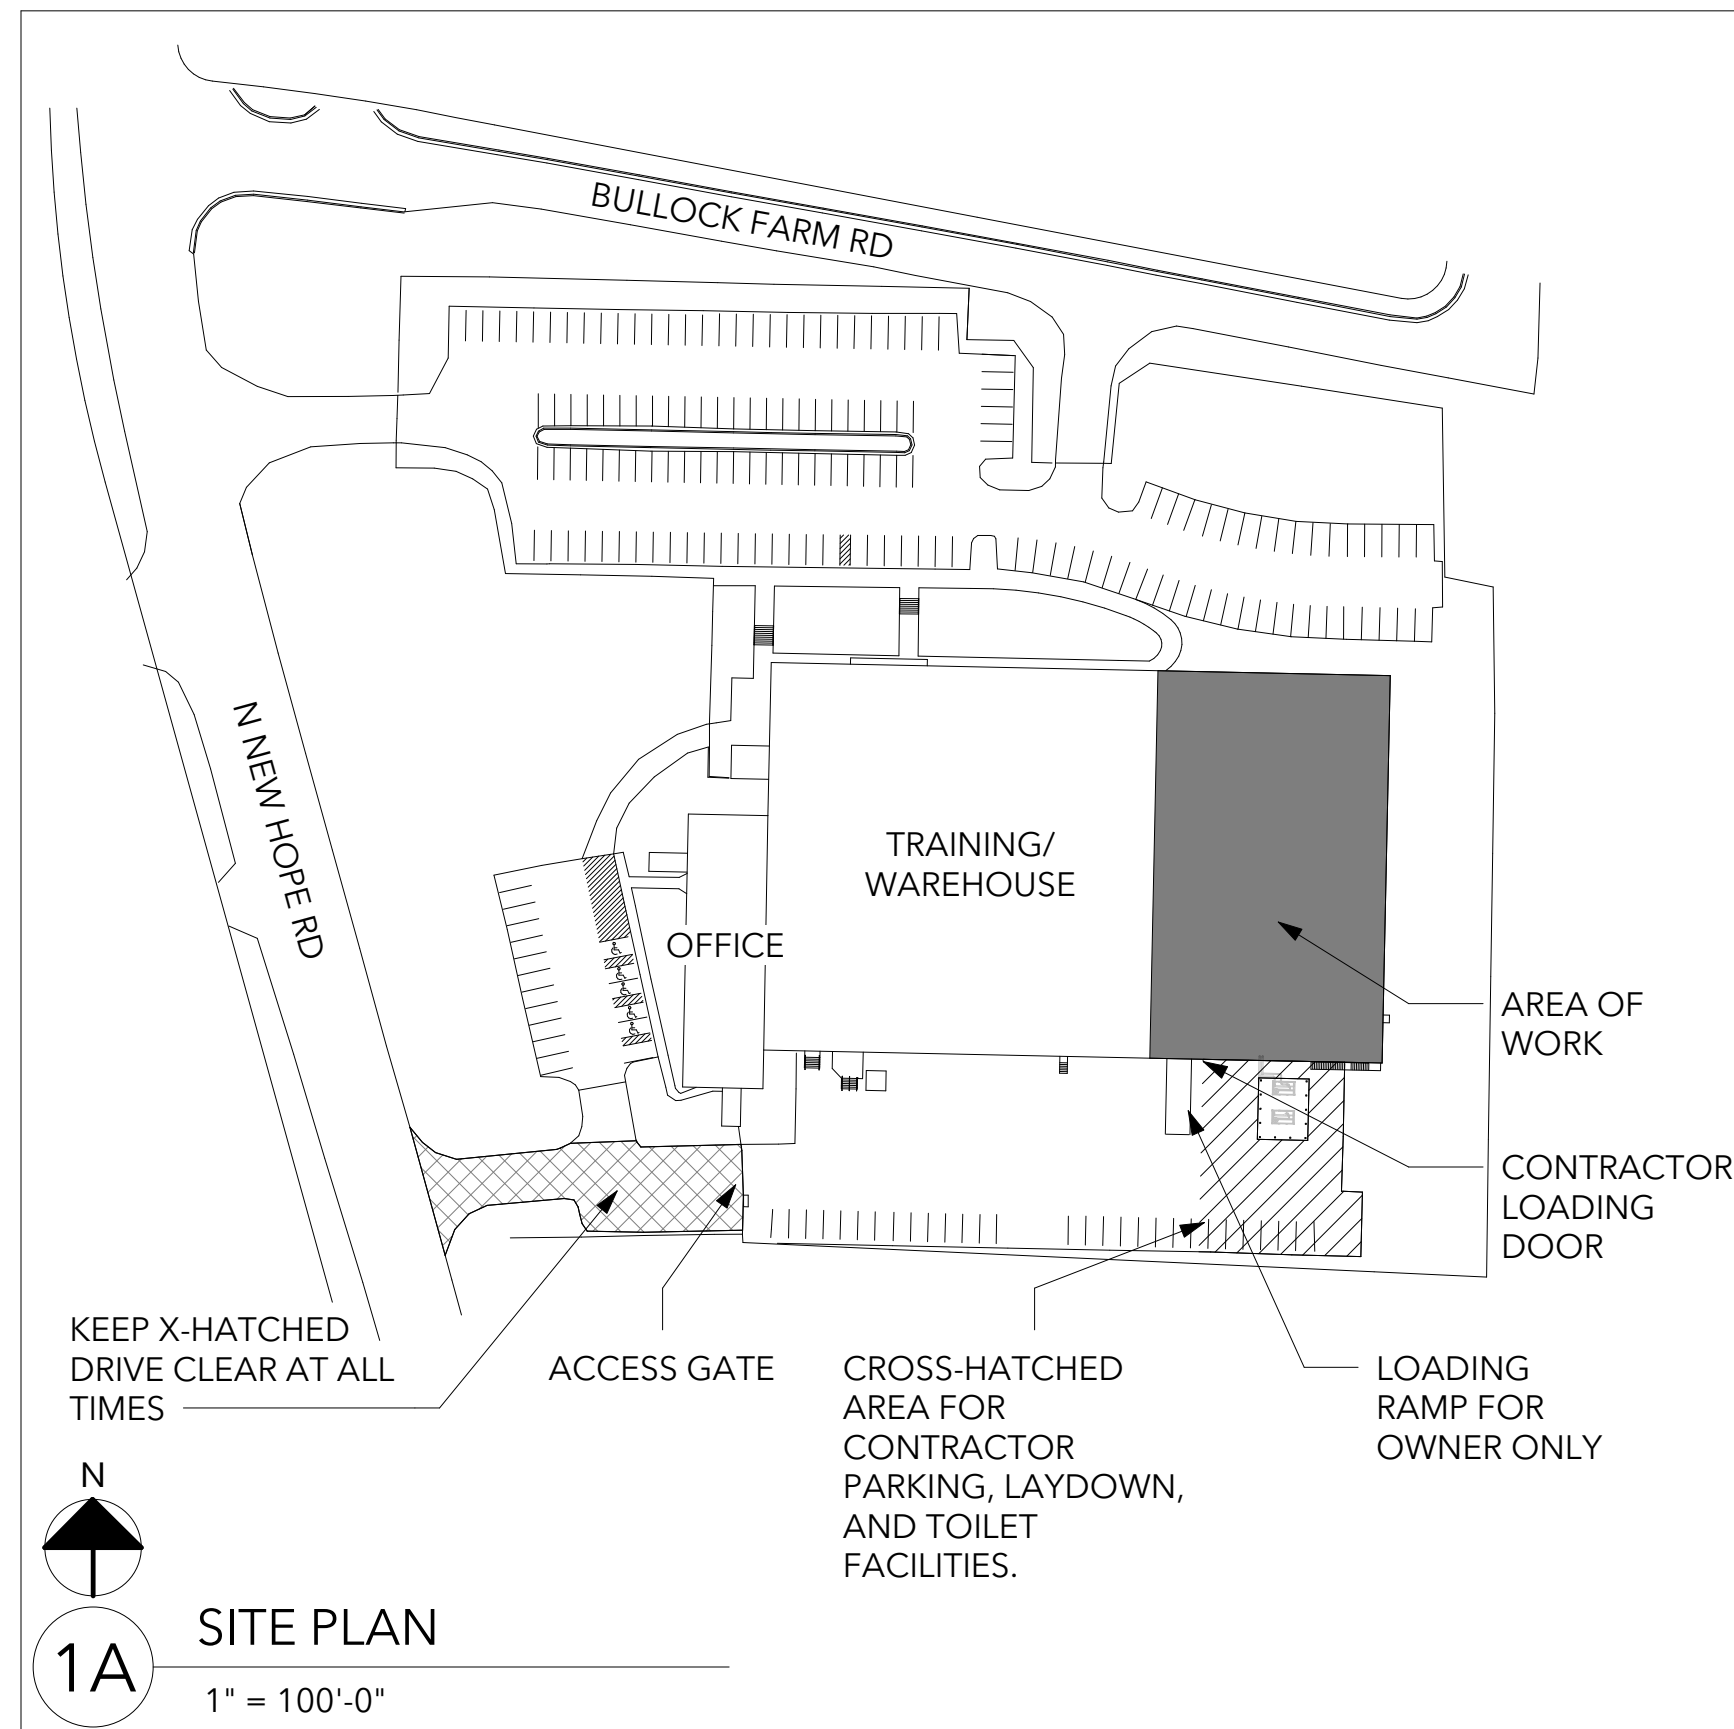 BULLOCK FARM RD
N NEW HOPE RD
TRAINING/
WAREHOUSE
OFFICE
AREA OF
WORK
CONTRACTOR
LOADING
DOOR
KEEP X-HATCHED
DRIVE CLEAR AT ALL
TIMES
ACCESS GATE
CROSS-HATCHED
AREA FOR
CONTRACTOR
PARKING, LAYDOWN,
AND TOILET
FACILITIES.
LOADING
RAMP FOR
OWNER ONLY
N
1A
SITE PLAN
1" = 100'-0"